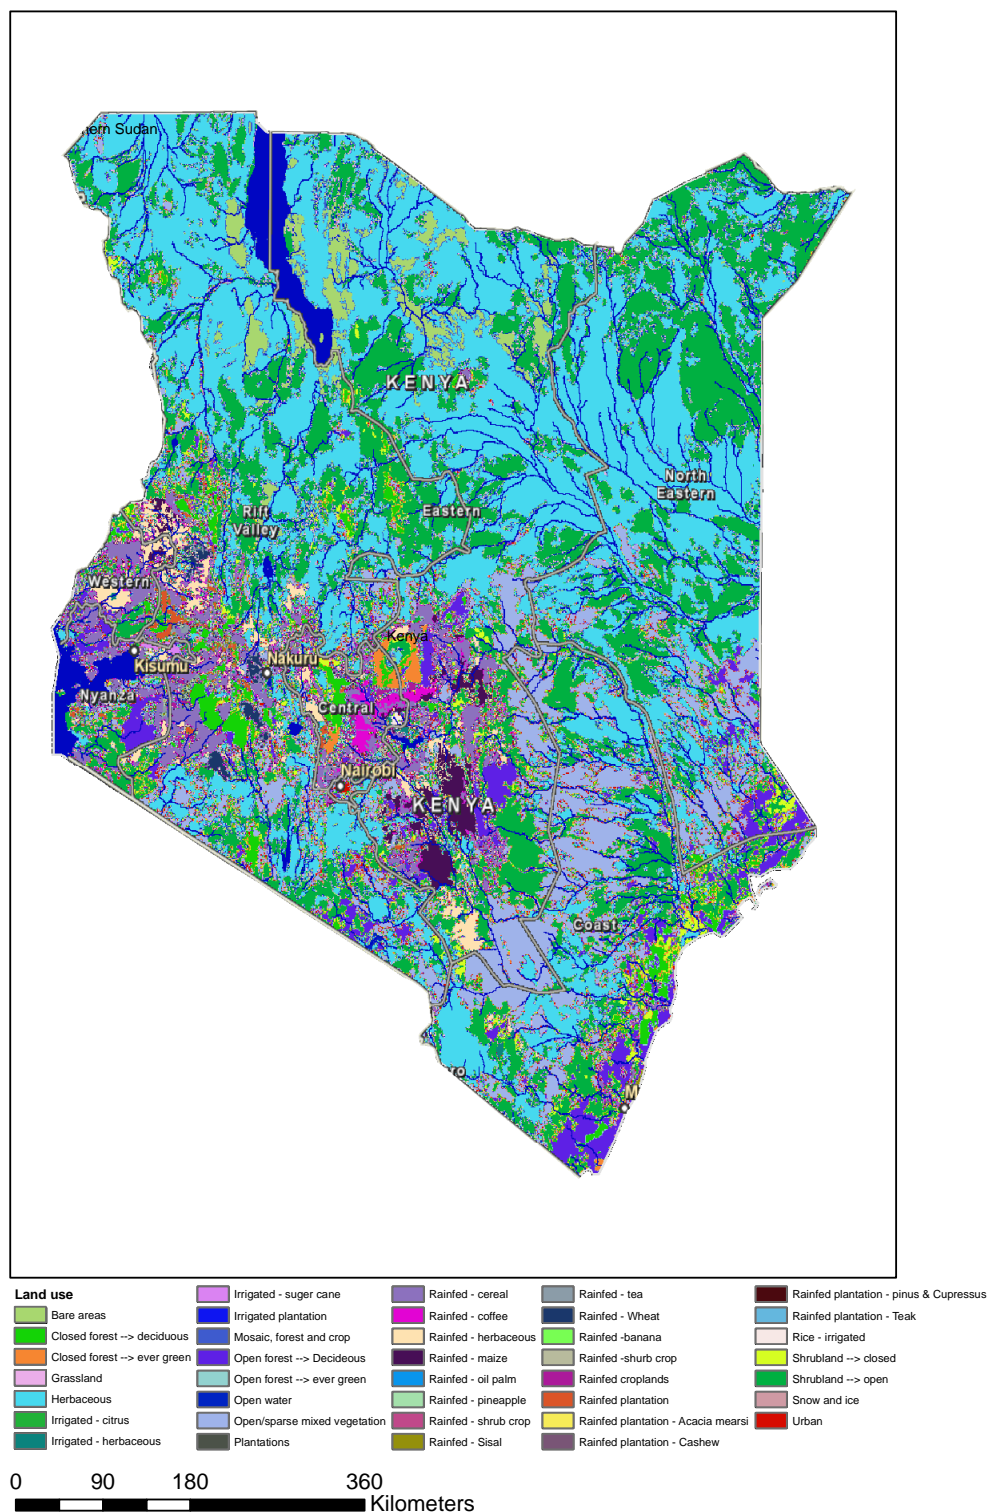 ern Sudan
KENYA
North
Eastern
Eastern
Rift
Valley
Western
Kenya
Kisumu
Nakuru
Nyanza
Central
Nairobi
KENYA
Coast
ro
M
Land use
Bare areas
Closed forest --> deciduous
Closed forest --> ever green
Grassland
Herbaceous
Irrigated - citrus
Irrigated - herbaceous
Irrigated - suger cane
Irrigated plantation
Mosaic, forest and crop
Open forest --> Decideous
Open forest --> ever green
Open water
Open/sparse mixed vegetation
Plantations
Rainfed - cereal
Rainfed - coffee
Rainfed - herbaceous
Rainfed - maize
Rainfed - oil palm
Rainfed - pineapple
Rainfed - shrub crop
Rainfed - Sisal
Rainfed - tea
Rainfed - Wheat
Rainfed -banana
Rainfed -shurb crop
Rainfed croplands
Rainfed plantation
Rainfed plantation - Acacia mearsi
Rainfed plantation - Cashew
Rainfed plantation - pinus & Cupressus
Rainfed plantation - Teak
Rice - irrigated
Shrubland --> closed
Shrubland --> open
Snow and ice
Urban
0 90 180 360
Kilometers